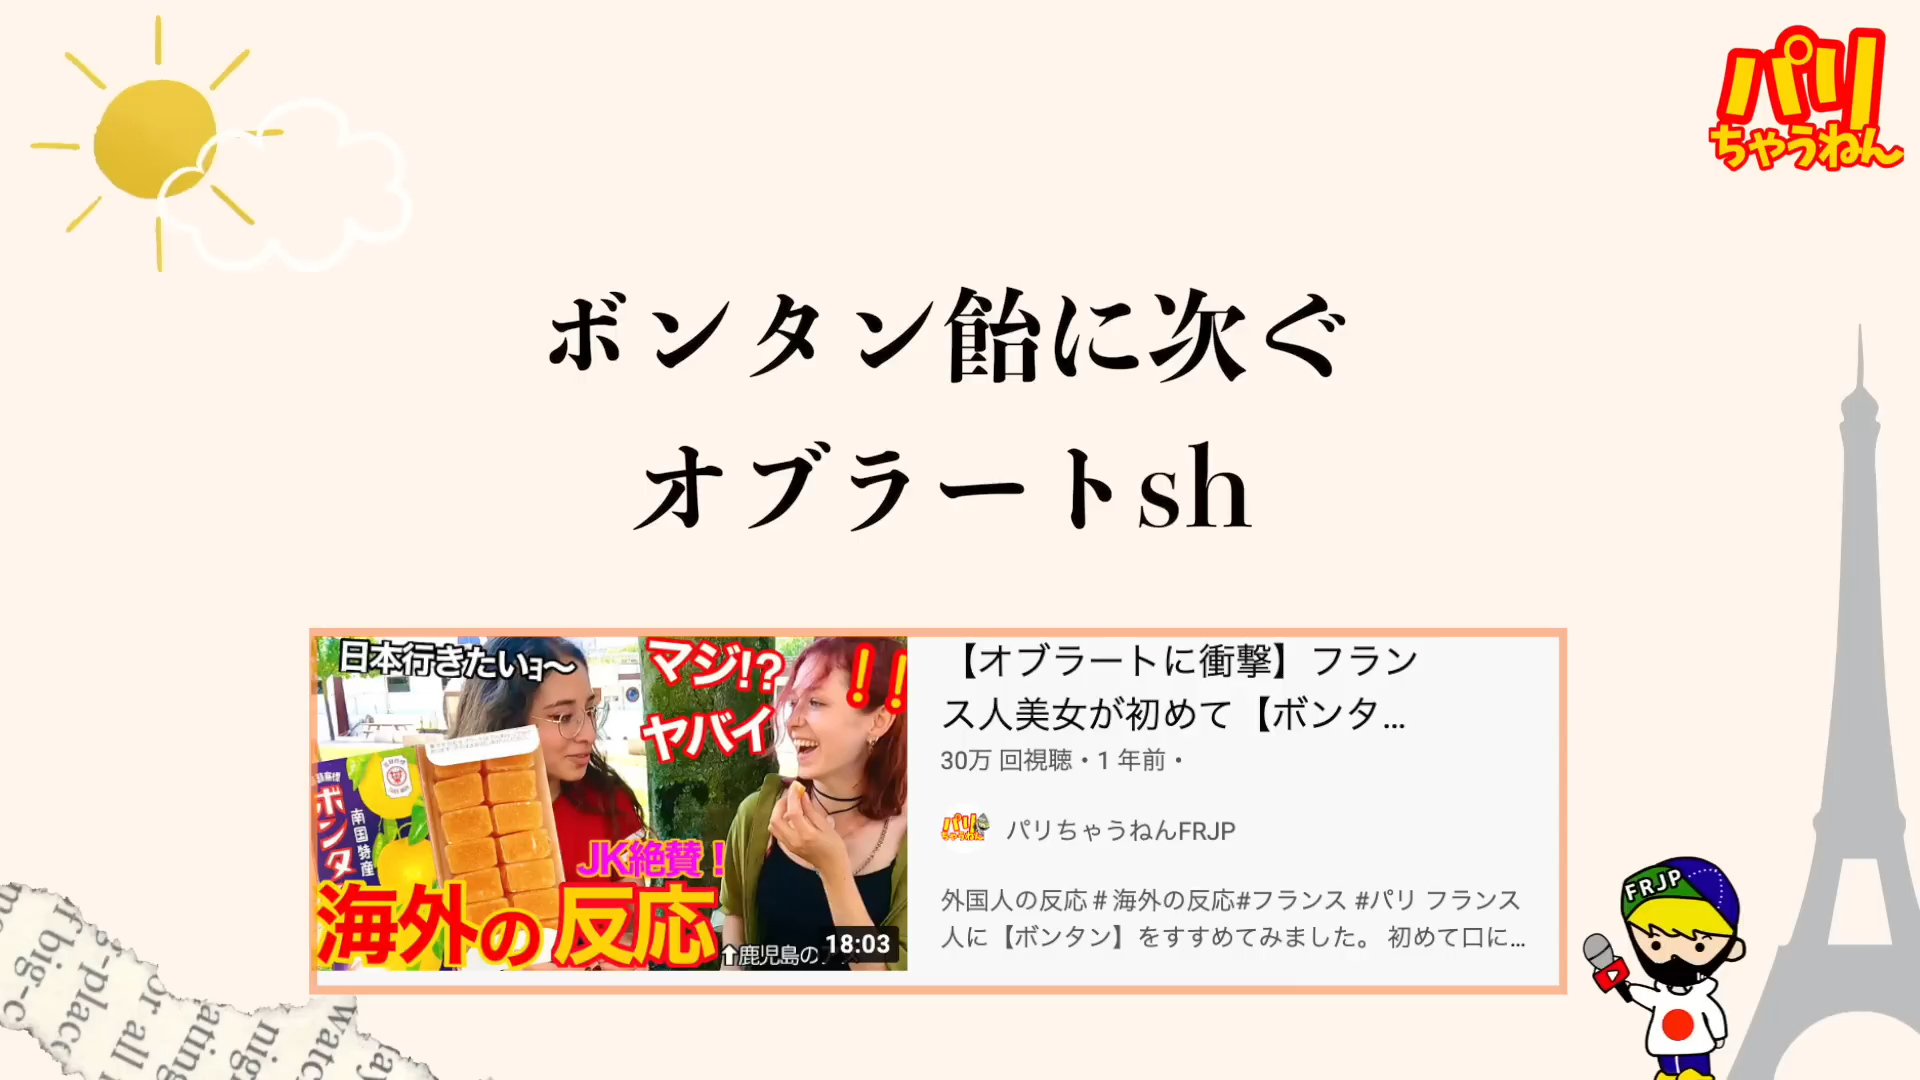 パリ
ちゃうねん
ボンタン飴に次ぐ
オブラートsh
日本行きたいョ〜
マジ!?
ヤバイ
!!
ボンタ
南国特産
JK絶賛！
海外の反応
⬆鹿児島の
18:03
【オブラートに衝撃】フラン
ス人美女が初めて【ボンタ...
30万 回視聴・1 年前・
パリちゃうねんFRJP
外国人の反応＃海外の反応#フランス #パリ フランス
人に【ボンタン】をすすめてみました。 初めて口に...
FRJP